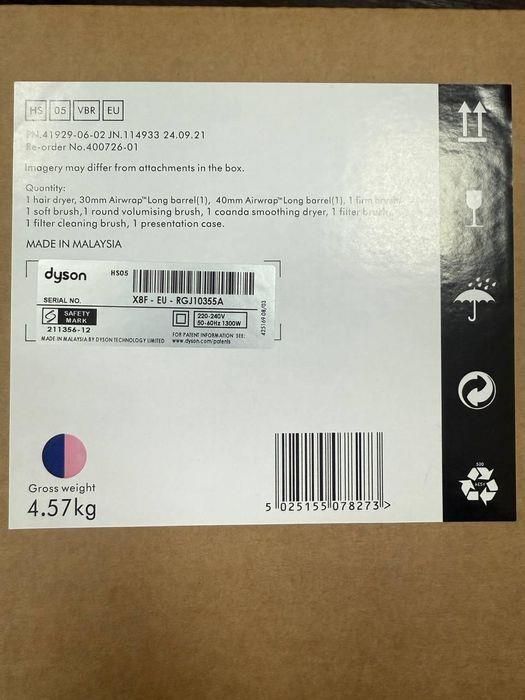 HS 05 VBR EU
PN.41929-06-02 JN.114933 24.09.21
Re-order No.400726-01
Imagery may differ from attachments in the box.
Quantity:
1 hair dryer, 30mm Airwrap™Long barrel(1), 40mm Airwrap™Long barrel(1), 1 firm brush,
1 soft brush,1 round volumising brush, 1 coanda smoothing dryer, 1 filter brush,
1 filter cleaning brush, 1 presentation case.
MADE IN MALAYSIA
dyson HS05
SERIAL NO. X8F - EU - RGJ10355A
SAFETY
MARK
211356-12
220-240V
50-60Hz 1300W
MADE IN MALAYSIA BY DYSON TECHNOLOGY LIMITED
FOR PATENT INFORMATION SEE:
www.dyson.com/patents
Gross weight
4.57kg
5 025155 078273 >